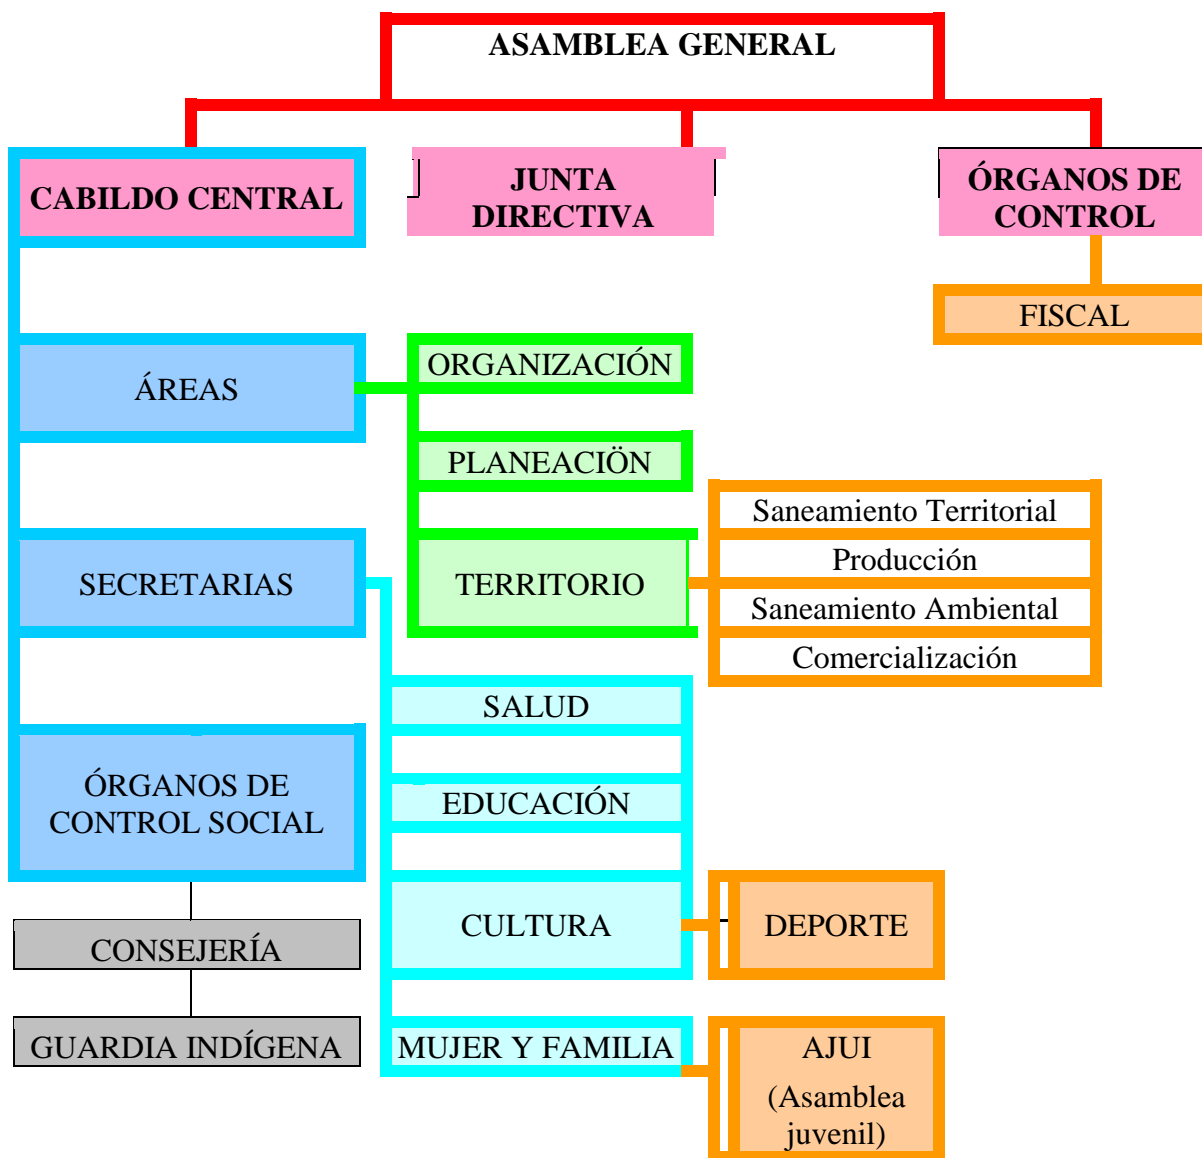 ASAMBLEA GENERAL
CABILDO CENTRAL
JUNTA
DIRECTIVA
ÓRGANOS DE
CONTROL
FISCAL
ÁREAS
ORGANIZACIÓN
PLANEACIÖN
TERRITORIO
Saneamiento Territorial
Producción
Saneamiento Ambiental
Comercialización
SECRETARIAS
SALUD
EDUCACIÓN
CULTURA
DEPORTE
MUJER Y FAMILIA
AJUI
(Asamblea
juvenil)
ÓRGANOS DE
CONTROL SOCIAL
CONSEJERÍA
GUARDIA INDÍGENA